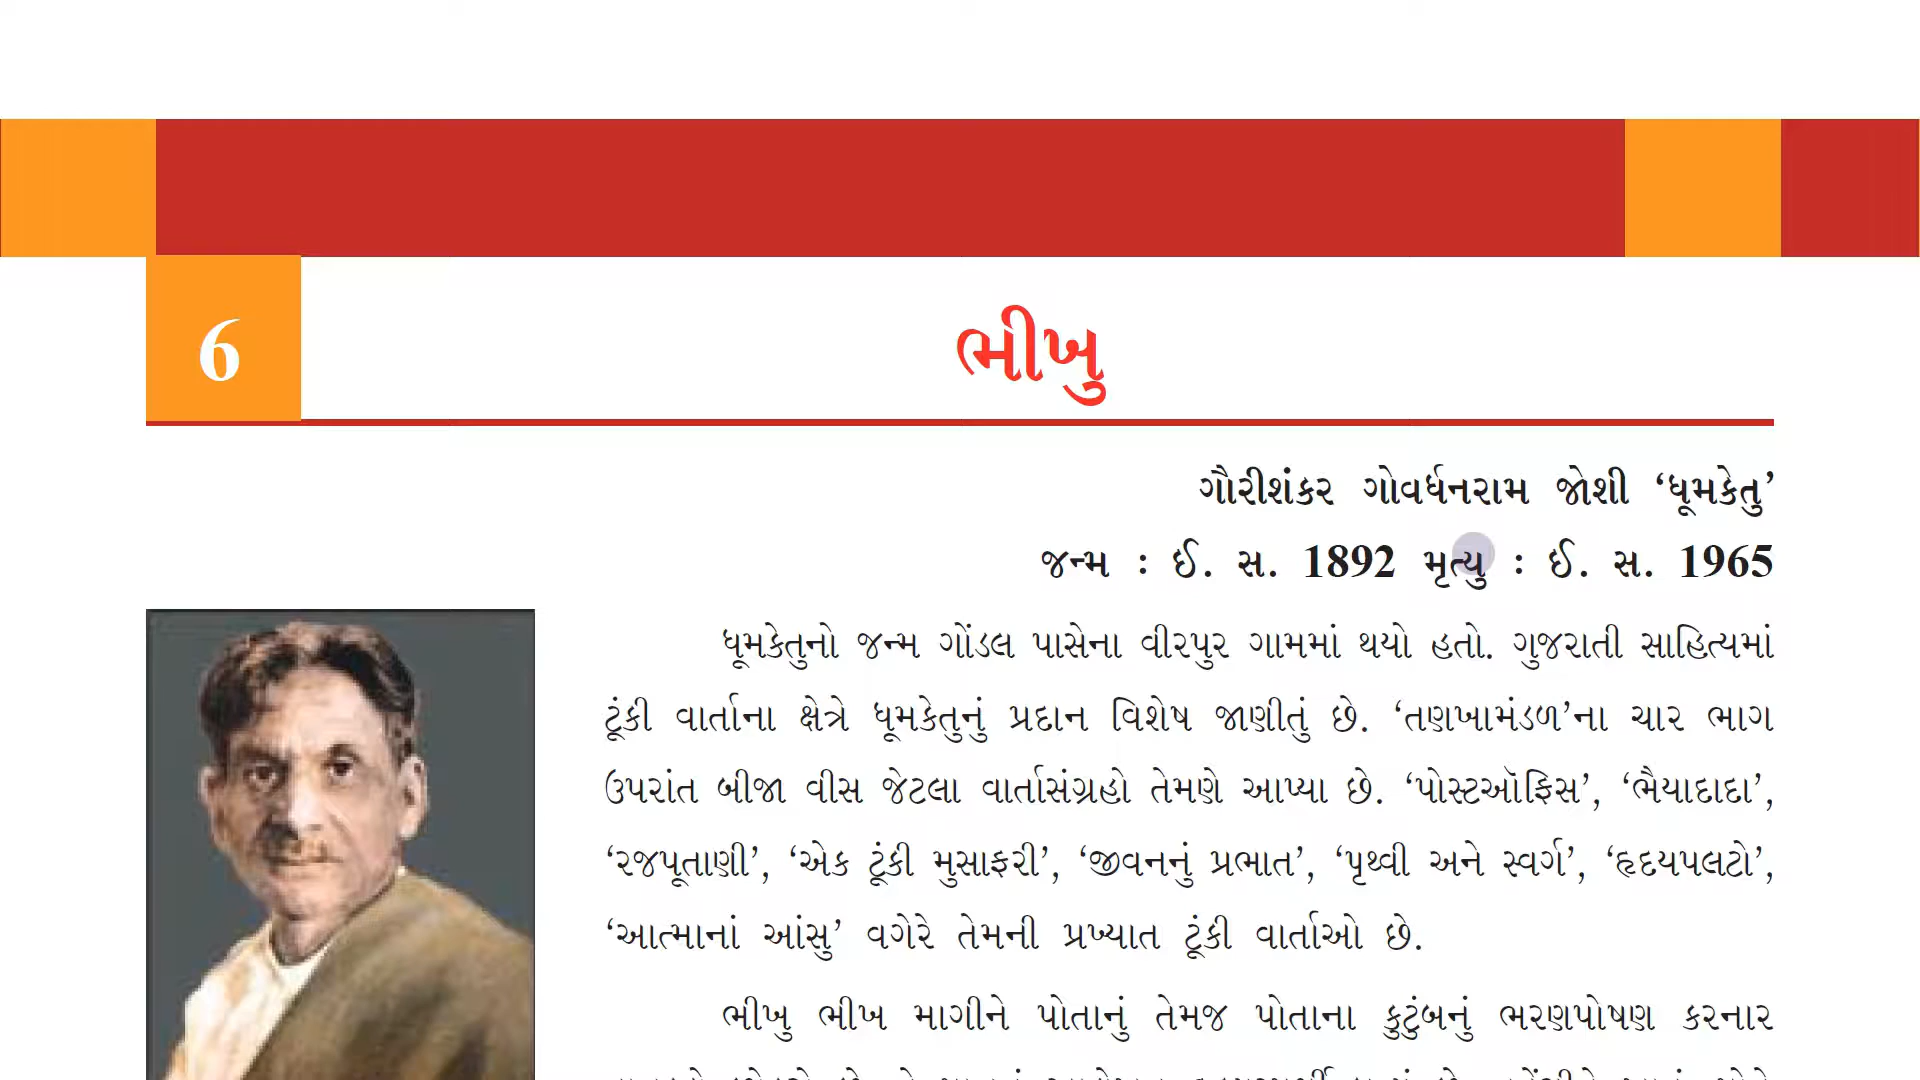 6
ભીખુ
ગૌરીશંકર ગોવર્ધનરામ જોશી ‘ધૂમકેતુ’
જન્મ : ઈ. સ. 1892 મૃત્યુ : ઈ. સ. 1965
ધૂમકેતુનો જન્મ ગોંડલ પાસેના વીરપુર ગામમાં થયો હતો. ગુજરાતી સાહિત્યમાં
ટૂંકી વાર્તાના ક્ષેત્રે ધૂમકેતુનું પ્રદાન વિશેષ જાણીતું છે. ‘તણખામંડળ’ના ચાર ભાગ
ઉપરાંત બીજા વીસ જેટલા વાર્તાસંગ્રહો તેમણે આપ્યા છે. ‘પોસ્ટઑફિસ’, ‘ભૈયાદાદા’,
‘રજપૂતાણી’, ‘એક ટૂંકી મુસાફરી’, ‘જીવનનું પ્રભાત’, ‘પૃથ્વી અને સ્વર્ગ’, ‘હૃદયપલટો’,
‘આત્માનાં આંસુ’ વગેરે તેમની પ્રખ્યાત ટૂંકી વાર્તાઓ છે.
ભીખુ ભીખ માગીને પોતાનું તેમજ પોતાના કુટુંબનું ભરણપોષણ કરનાર